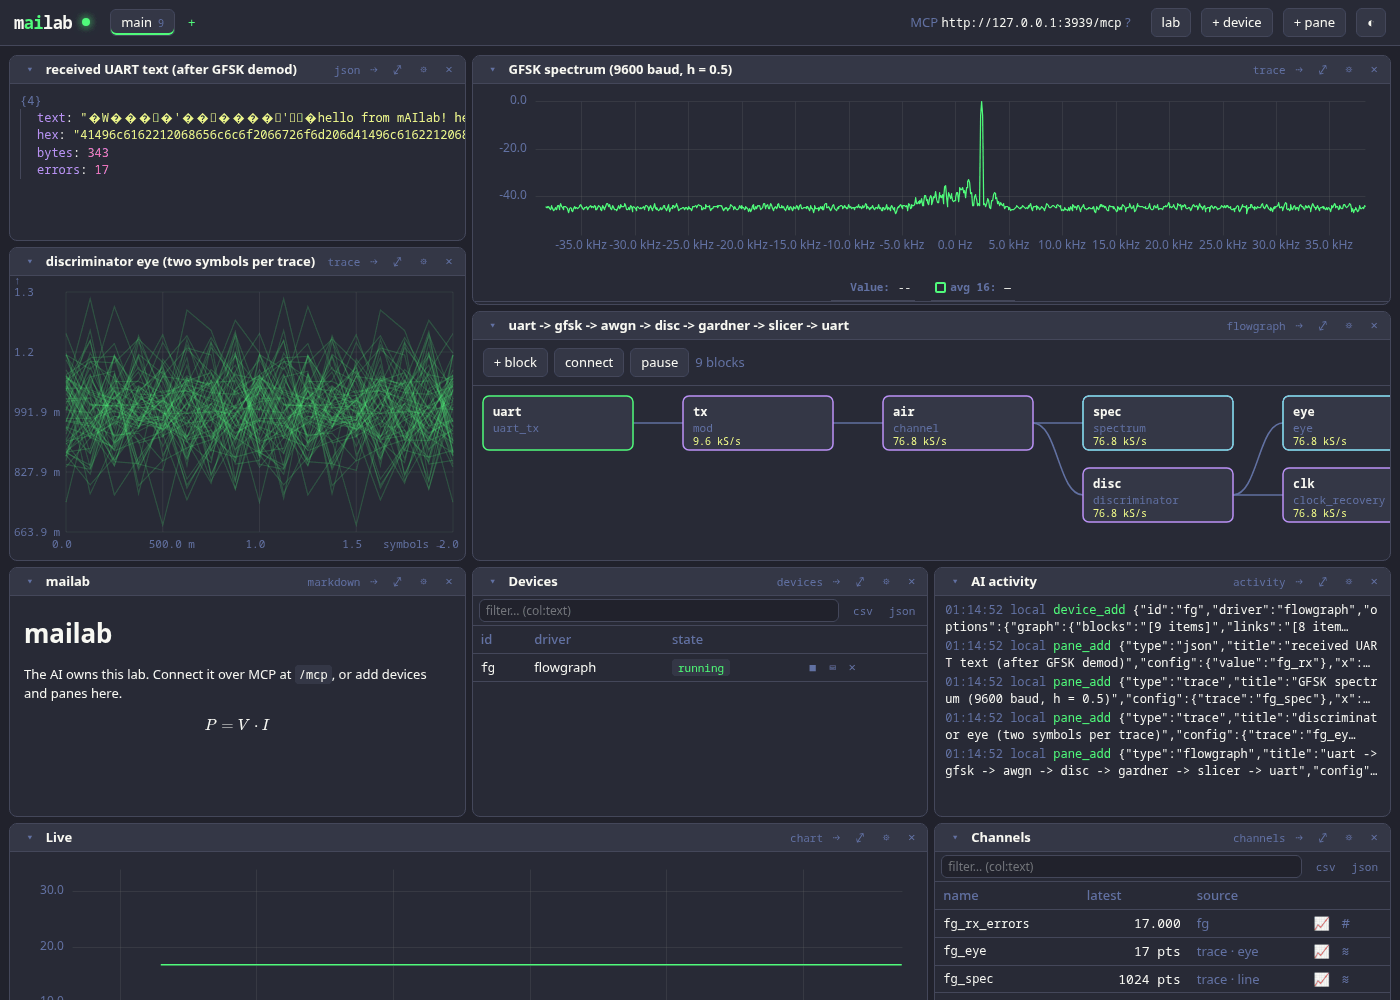 mailab
main 9
+
MCP http://127.0.0.1:3939/mcp ?
lab
+ device
+ pane
received UART text (after GFSK demod)
json
{4}
text: "�W���▯�'��▯����▯'▯▯�hello from mAIlab! he
hex: "41496c6162212068656c6c6f2066726f6d206d41496c6162212068
bytes: 343
errors: 17
GFSK spectrum (9600 baud, h = 0.5)
trace
0.0
-20.0
-40.0
-35.0 kHz -30.0 kHz -25.0 kHz -20.0 kHz -15.0 kHz -10.0 kHz -5.0 kHz 0.0 Hz 5.0 kHz 10.0 kHz 15.0 kHz 20.0 kHz 25.0 kHz 30.0 kHz 35.0 kHz
Value: -- avg 16: —
discriminator eye (two symbols per trace)
trace
1.3
1.2
991.9 m
827.9 m
663.9 m
0.0 500.0 m 1.0 1.5 symbols 2.0
uart -> gfsk -> awgn -> disc -> gardner -> slicer -> uart
flowgraph
+ block
connect
pause
9 blocks
uart
uart_tx
tx
mod
9.6 kS/s
air
channel
76.8 kS/s
spec
spectrum
76.8 kS/s
eye
eye
76.8 kS/s
disc
discriminator
76.8 kS/s
clk
clock_recovery
76.8 kS/s
mailab
markdown
mailab
The AI owns this lab. Connect it over MCP at /mcp, or add devices
and panes here.
P = V · I
Devices
devices
filter... (col:text)
csv json
id driver state
fg flowgraph running
AI activity
activity
01:14:52 local device_add {"id":"fg","driver":"flowgraph","o
ptions":{"graph":{"blocks":"[9 items]","links":"[8 item…
01:14:52 local pane_add {"type":"json","title":"received UAR
T text (after GFSK demod)","config":{"value":"fg_rx"},"x":…
01:14:52 local pane_add {"type":"trace","title":"GFSK spectr
um (9600 baud, h = 0.5)","config":{"trace":"fg_spec"},"x":…
01:14:52 local pane_add {"type":"trace","title":"discriminat
or eye (two symbols per trace)","config":{"trace":"fg_ey…
01:14:52 local pane_add {"type":"flowgraph","title":"uart ->
gfsk -> awgn -> disc -> gardner -> slicer -> uart","config"…
Live
chart
30.0
20.0
10.0
Channels
channels
filter... (col:text)
csv json
name latest source
fg_rx_errors 17.000 fg #
fg_eye 17 pts trace · eye
fg_spec 1024 pts trace · line